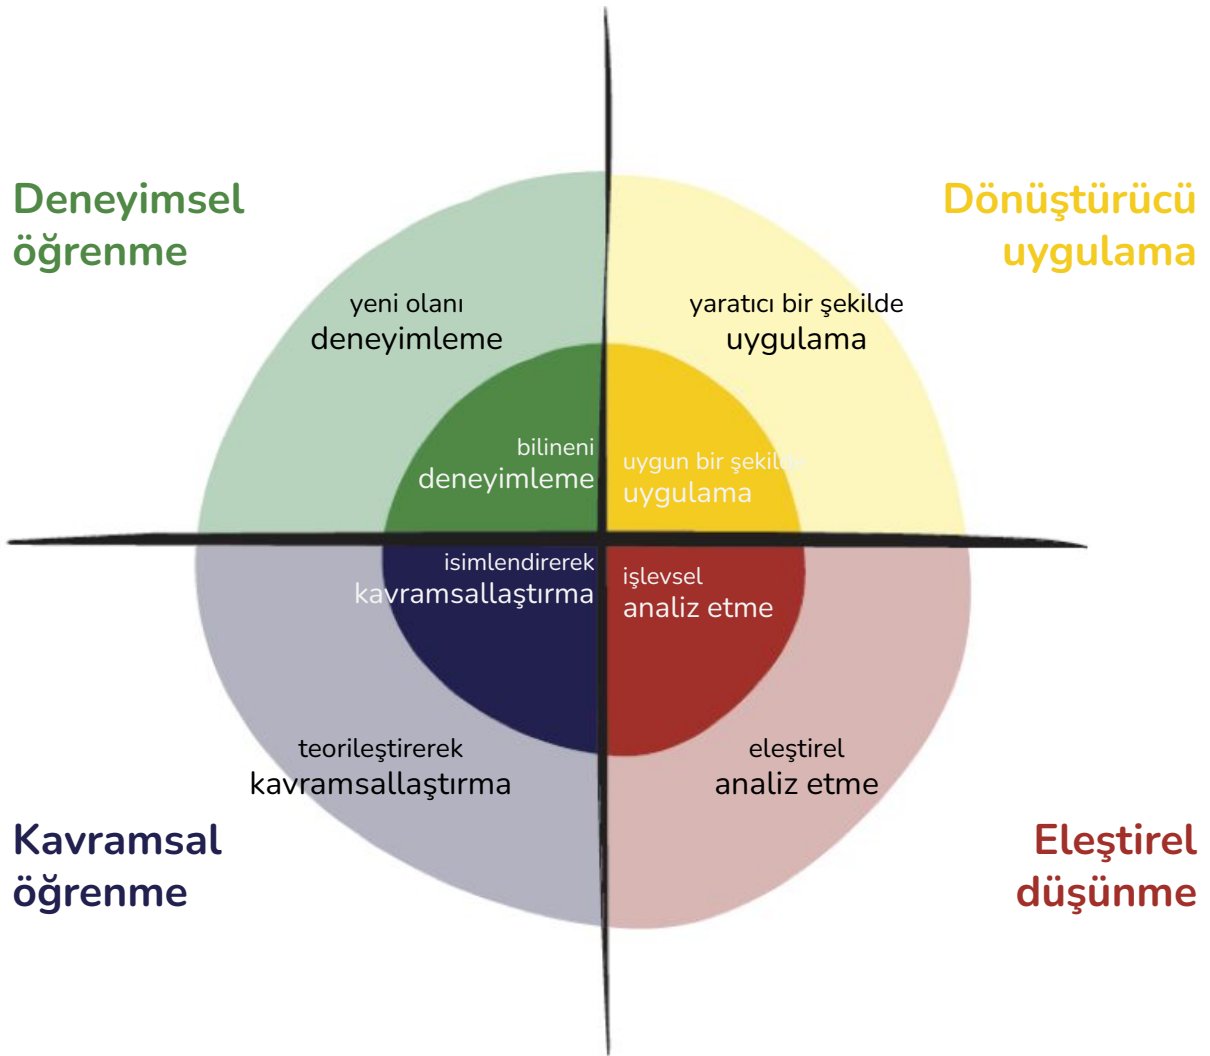 Deneyimsel
öğrenme
Dönüştürücü
uygulama
yeni olanı
deneyimleme
yaratıcı bir şekilde
uygulama
bilineni
deneyimleme
uygun bir şekilde
uygulama
isimlendirerek
kavramsallaştırma
işlevsel
analiz etme
teorileştirerek
kavramsallaştırma
eleştirel
analiz etme
Kavramsal
öğrenme
Eleştirel
düşünme